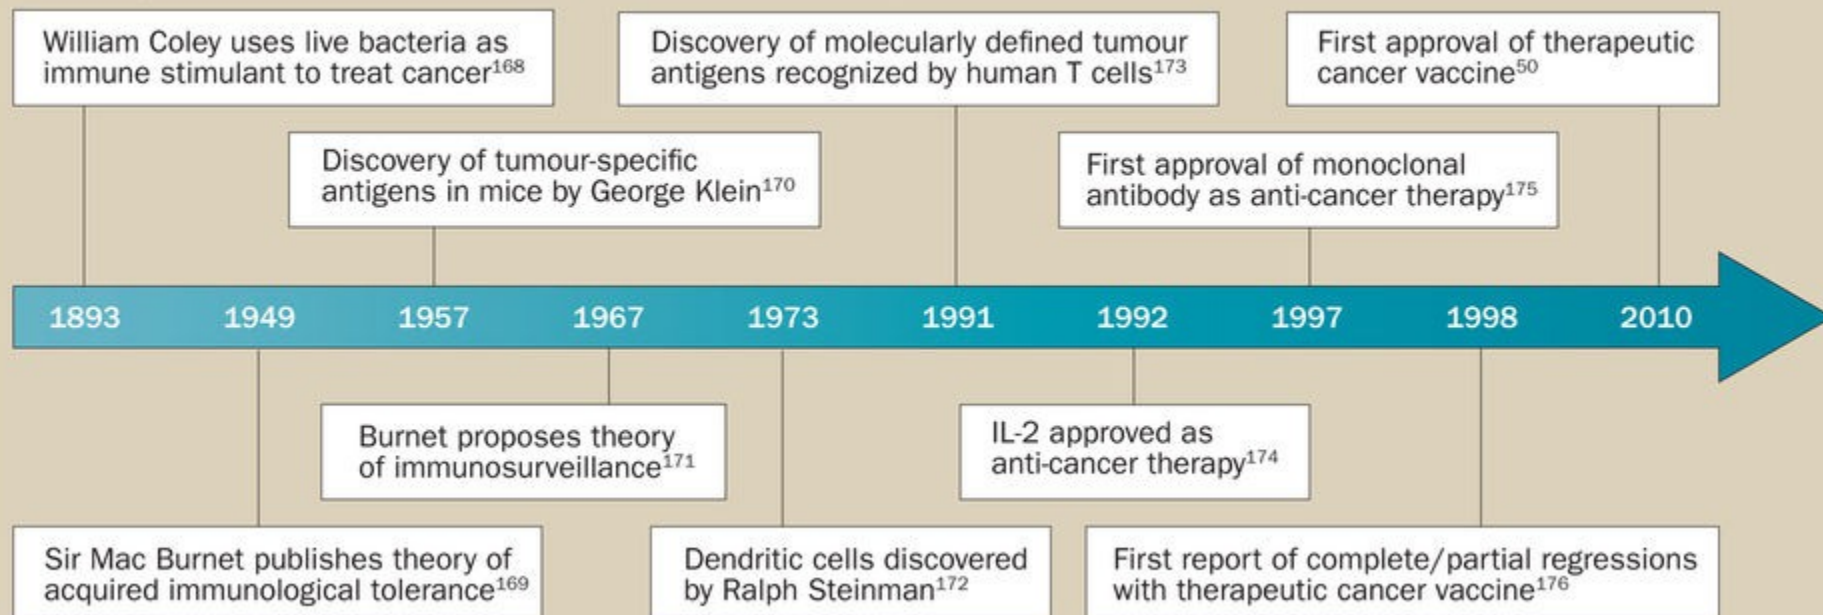 William Coley uses live bacteria as
immune stimulant to treat cancer168
Discovery of molecularly defined tumour
antigens recognized by human T cells173
First approval of therapeutic
cancer vaccine50
Discovery of tumour-specific
antigens in mice by George Klein170
First approval of monoclonal
antibody as anti-cancer therapy175
1893 1949 1957 1967 1973 1991 1992 1997 1998 2010
Burnet proposes theory
of immunosurveillance171
IL-2 approved as
anti-cancer therapy174
Sir Mac Burnet publishes theory of
acquired immunological tolerance169
Dendritic cells discovered
by Ralph Steinman172
First report of complete/partial regressions
with therapeutic cancer vaccine176